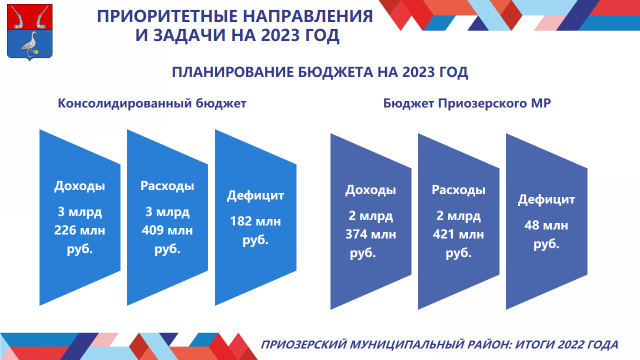 ПРИОРИТЕТНЫЕ НАПРАВЛЕНИЯ
И ЗАДАЧИ НА 2023 ГОД
ПЛАНИРОВАНИЕ БЮДЖЕТА НА 2023 ГОД
Консолидированный бюджет
Доходы
3 млрд
226 млн
руб.
Расходы
3 млрд
409 млн
руб.
Дефицит
182 млн
руб.
Бюджет Приозерского МР
Доходы
2 млрд
374 млн
руб.
Расходы
2 млрд
421 млн
руб.
Дефицит
48 млн
руб.
ПРИОЗЕРСКИЙ МУНИЦИПАЛЬНЫЙ РАЙОН: ИТОГИ 2022 ГОДА